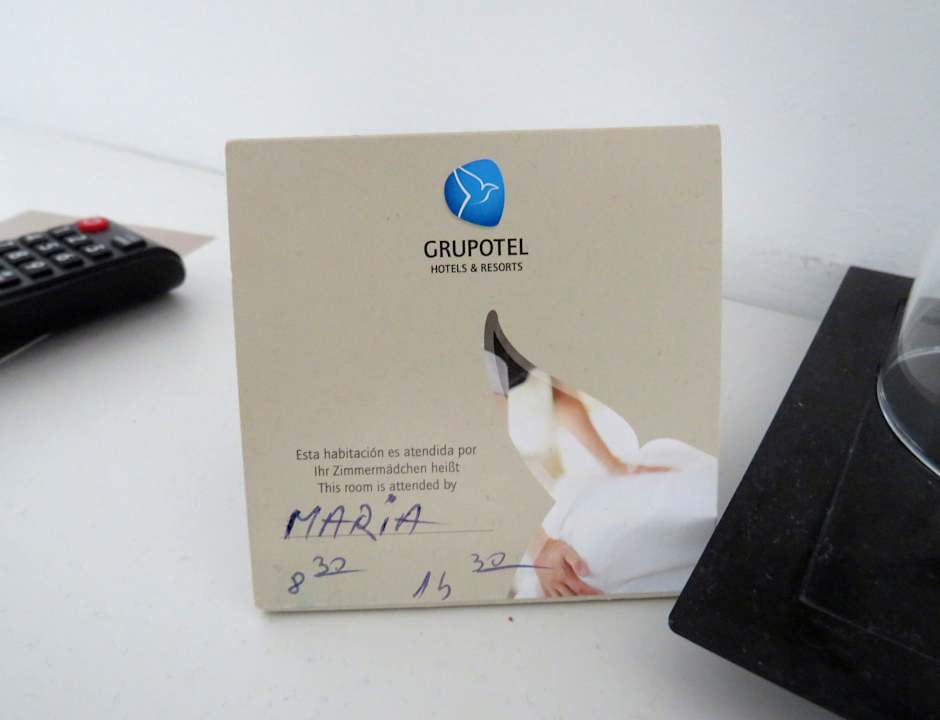 GRUPOTEL
HOTELS & RESORTS
Esta habitación es atendida por
Ihr Zimmermädchen heißt
This room is attended by
MARiA
8 30 15 30